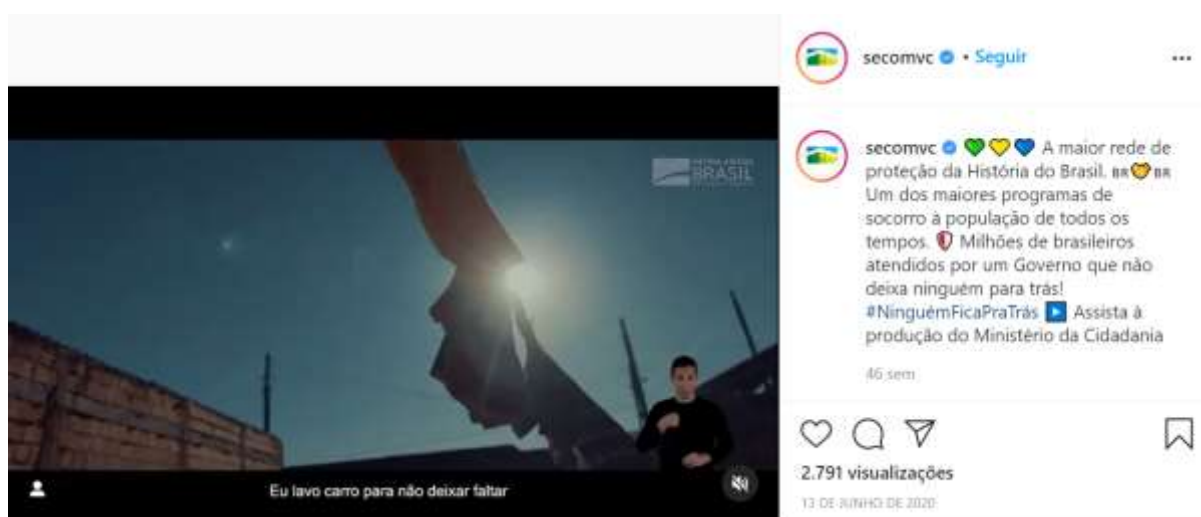 secomvc • Seguir
secomvc 💚💛💙 A maior rede de
proteção da História do Brasil. BR💛BR
Um dos maiores programas de
socorro à população de todos os
tempos. 🛡 Milhões de brasileiros
atendidos por um Governo que não
deixa ninguém para trás!
#NinguémFicaPraTrás ▶ Assista à
produção do Ministério da Cidadania
46 sem
2.791 visualizações
13 DE JUNHO DE 2020
BRASIL
Eu lavo carro para não deixar faltar